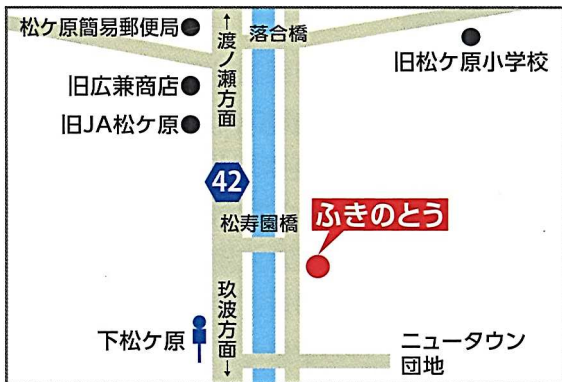 松ケ原簡易郵便局
←渡ノ瀬方面
落合橋
旧松ケ原小学校
旧広兼商店
旧JA松ケ原
42
松寿園橋
ふきのとう
玖波方面→
下松ケ原
ニュータウン
団地